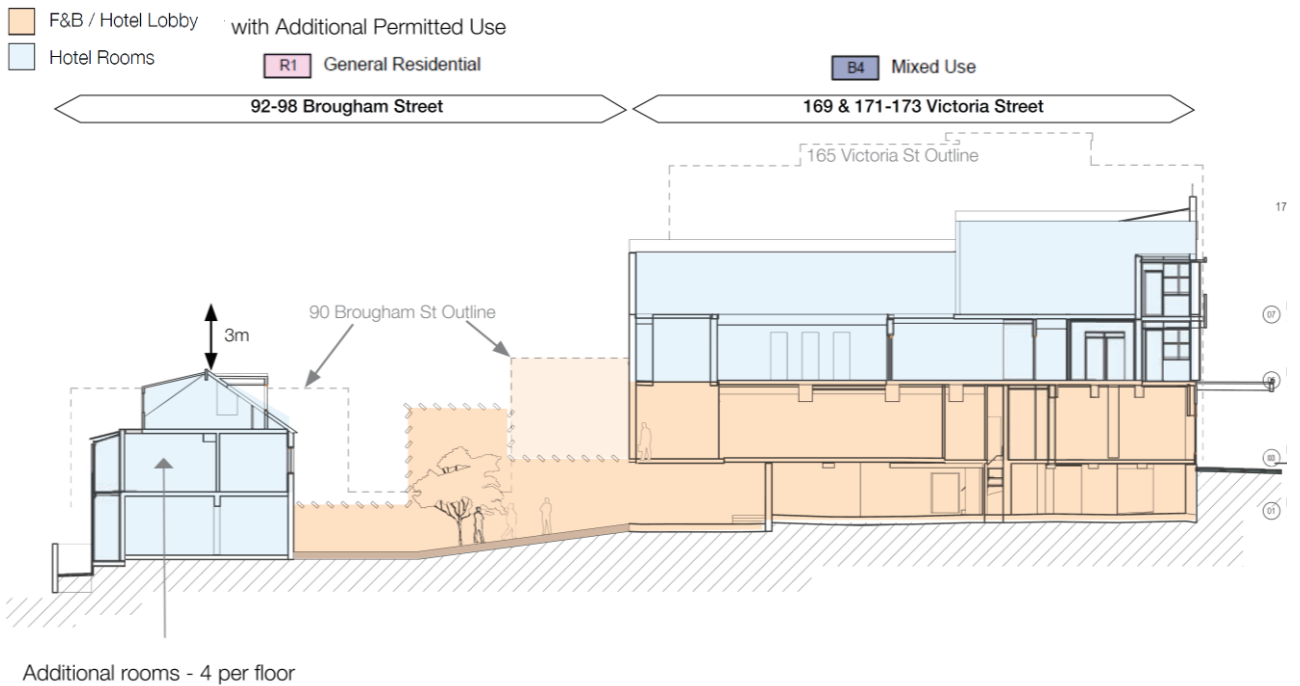 F&B / Hotel Lobby
with Additional Permitted Use
Hotel Rooms
R1 General Residential
B4 Mixed Use
92-98 Brougham Street
169 & 171-173 Victoria Street
165 Victoria St Outline
17
90 Brougham St Outline
3m
07
03
01
Additional rooms - 4 per floor